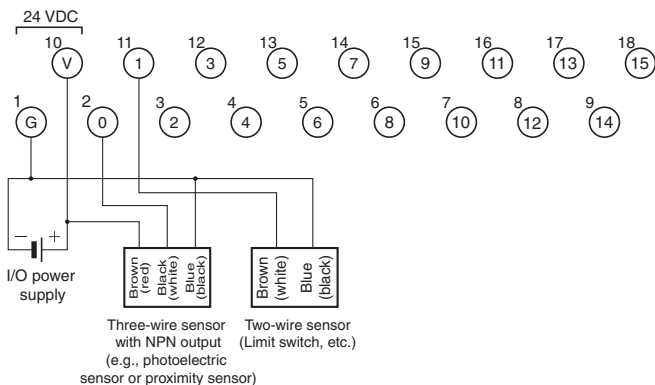 24 VDC
10 11 12 13 14 15 16 17 18
V 1 3 5 7 9 11 13 15
1 2 3 4 5 6 7 8 9
G 0 2 4 6 8 10 12 14
− +
I/O power
supply
Brown
(red)
Black
(white)
Blue
(black)
Brown
(white)
Blue
(black)
Three-wire sensor
with NPN output
(e.g., photoelectric
sensor or proximity sensor)
Two-wire sensor
(Limit switch, etc.)